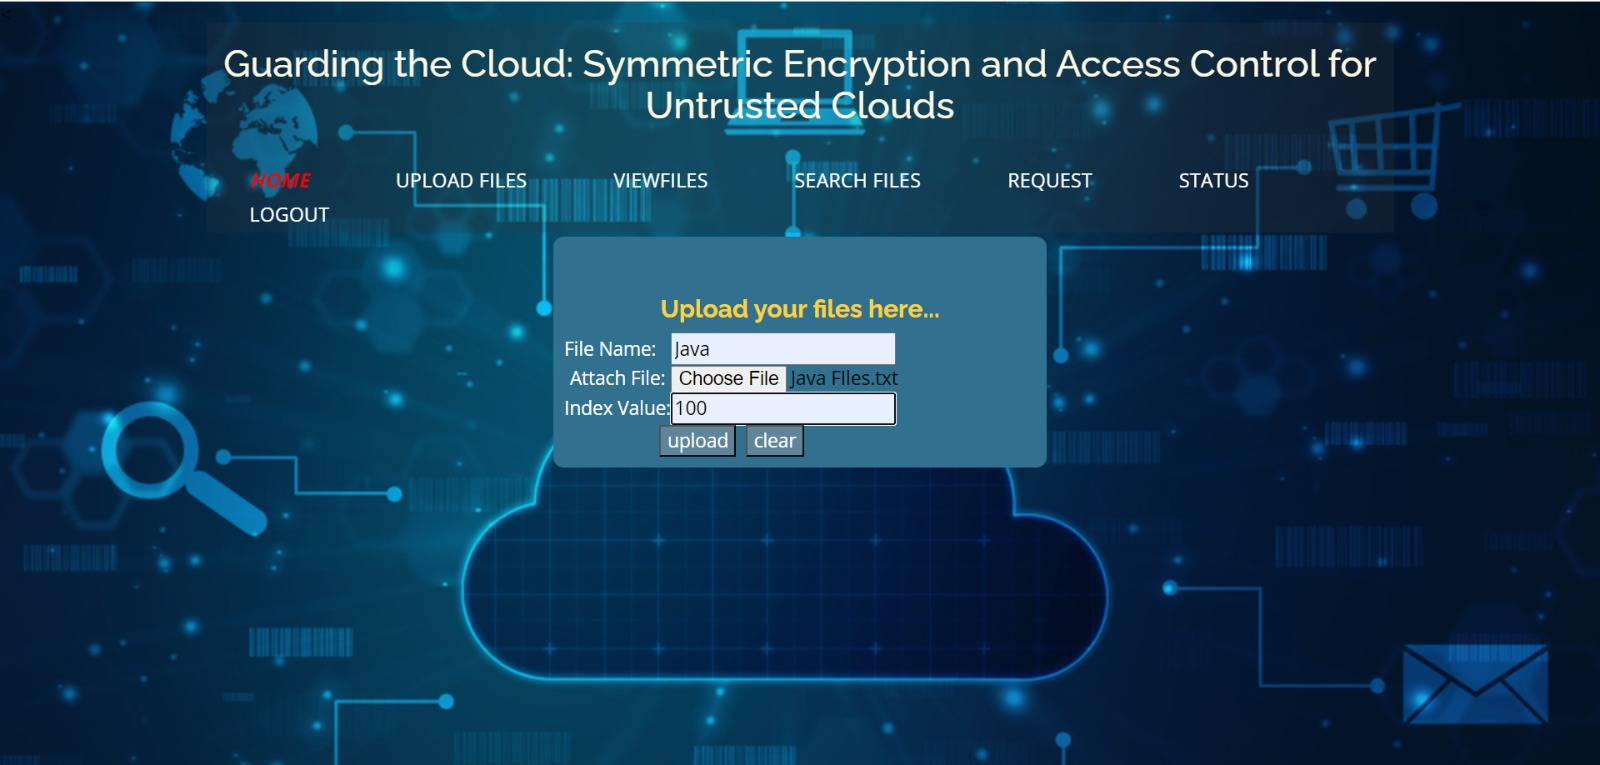 Guarding the Cloud: Symmetric Encryption and Access Control for
Untrusted Clouds
HOME UPLOAD FILES VIEWFILES SEARCH FILES REQUEST STATUS
LOGOUT
Upload your files here...
File Name: Java
Attach File: Choose File Java FIles.txt
Index Value: 100
upload clear